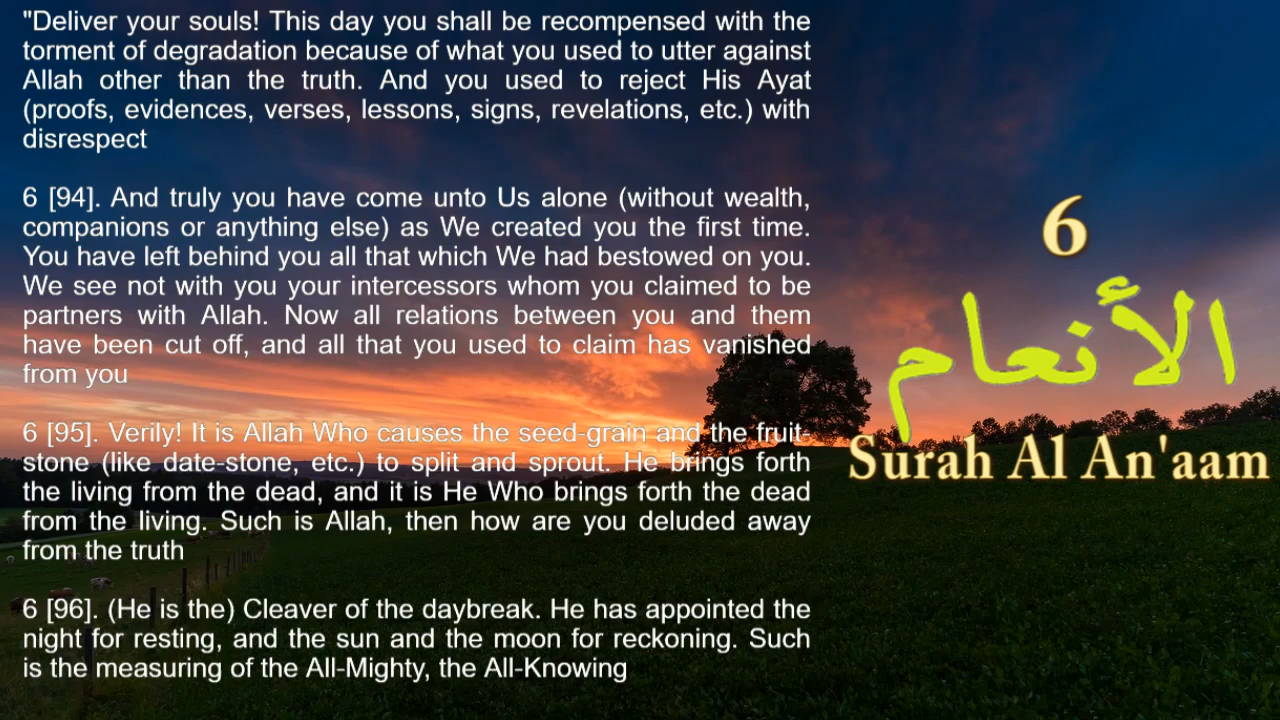 "Deliver your souls! This day you shall be recompensed with the
torment of degradation because of what you used to utter against
Allah other than the truth. And you used to reject His Ayat
(proofs, evidences, verses, lessons, signs, revelations, etc.) with
disrespect
6 [94]. And truly you have come unto Us alone (without wealth,
companions or anything else) as We created you the first time.
You have left behind you all that which We had bestowed on you.
We see not with you your intercessors whom you claimed to be
partners with Allah. Now all relations between you and them
have been cut off, and all that you used to claim has vanished
from you
6 [95]. Verily! It is Allah Who causes the seed-grain and the fruit-
stone (like date-stone, etc.) to split and sprout. He brings forth
the living from the dead, and it is He Who brings forth the dead
from the living. Such is Allah, then how are you deluded away
from the truth
6 [96]. (He is the) Cleaver of the daybreak. He has appointed the
night for resting, and the sun and the moon for reckoning. Such
is the measuring of the All-Mighty, the All-Knowing
6
الأنعام
Surah Al An'aam